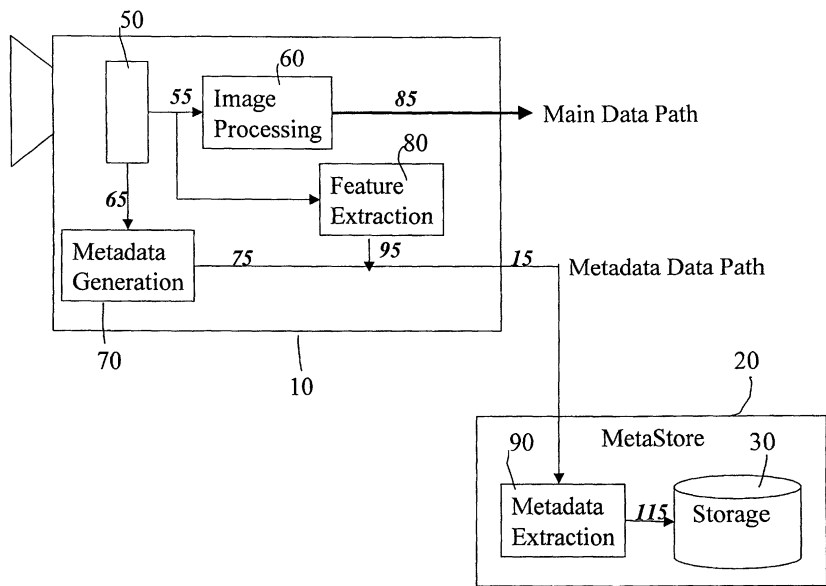 50
60
55
Image
Processing
85
Main Data Path
80
Feature
Extraction
65
Metadata
Generation
75
95
15
Metadada Data Path
70
10
20
MetaStore
90
30
Metadata
Extraction
115
Storage